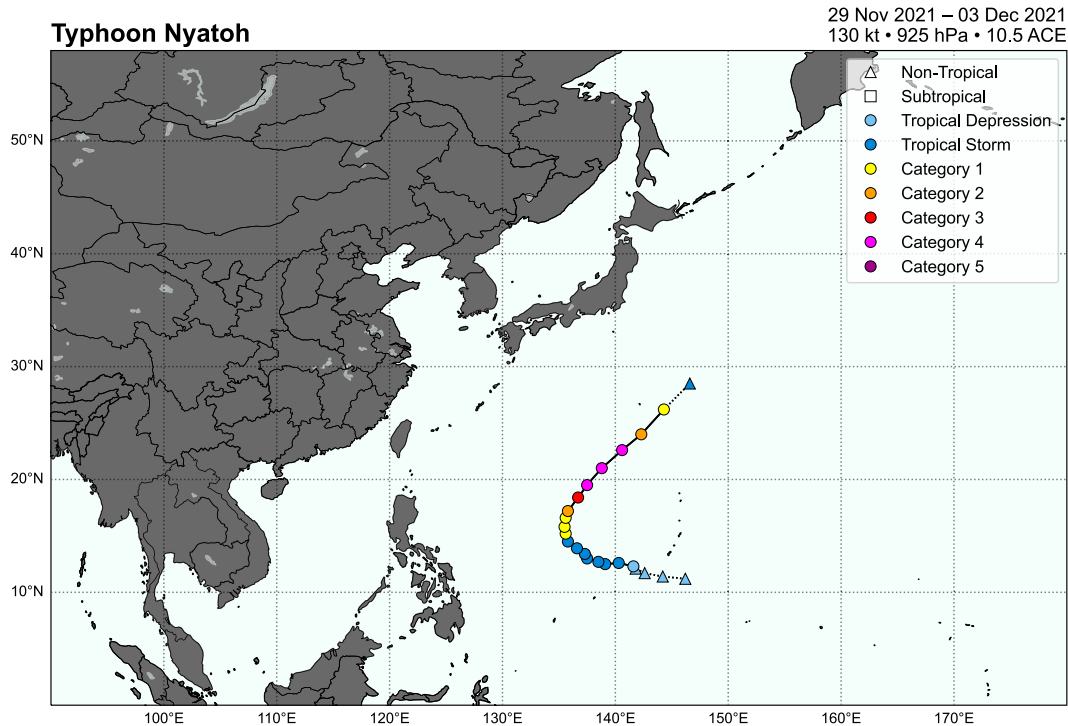 Typhoon Nyatoh
29 Nov 2021 – 03 Dec 2021
130 kt • 925 hPa • 10.5 ACE
Non-Tropical
Subtropical
Tropical Depression
Tropical Storm
Category 1
Category 2
Category 3
Category 4
Category 5
50°N
40°N
30°N
20°N
10°N
100°E 110°E 120°E 130°E 140°E 150°E 160°E 170°E